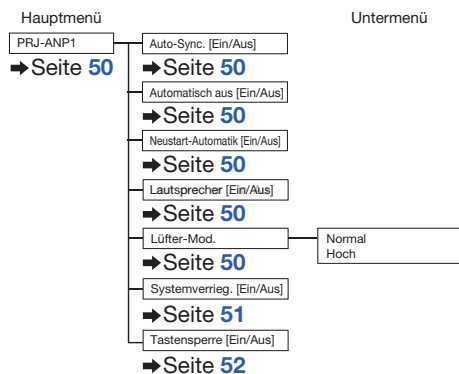 Hauptmenü
Untermenü
PRJ-ANP1
➡Seite 50
Auto-Sync. [Ein/Aus]
➡Seite 50
Automatisch aus [Ein/Aus]
➡Seite 50
Neustart-Automatik [Ein/Aus]
➡Seite 50
Lautsprecher [Ein/Aus]
➡Seite 50
Lüfter-Mod.
➡Seite 50
Normal
Hoch
Systemverrieg. [Ein/Aus]
➡Seite 51
Tastensperre [Ein/Aus]
➡Seite 52